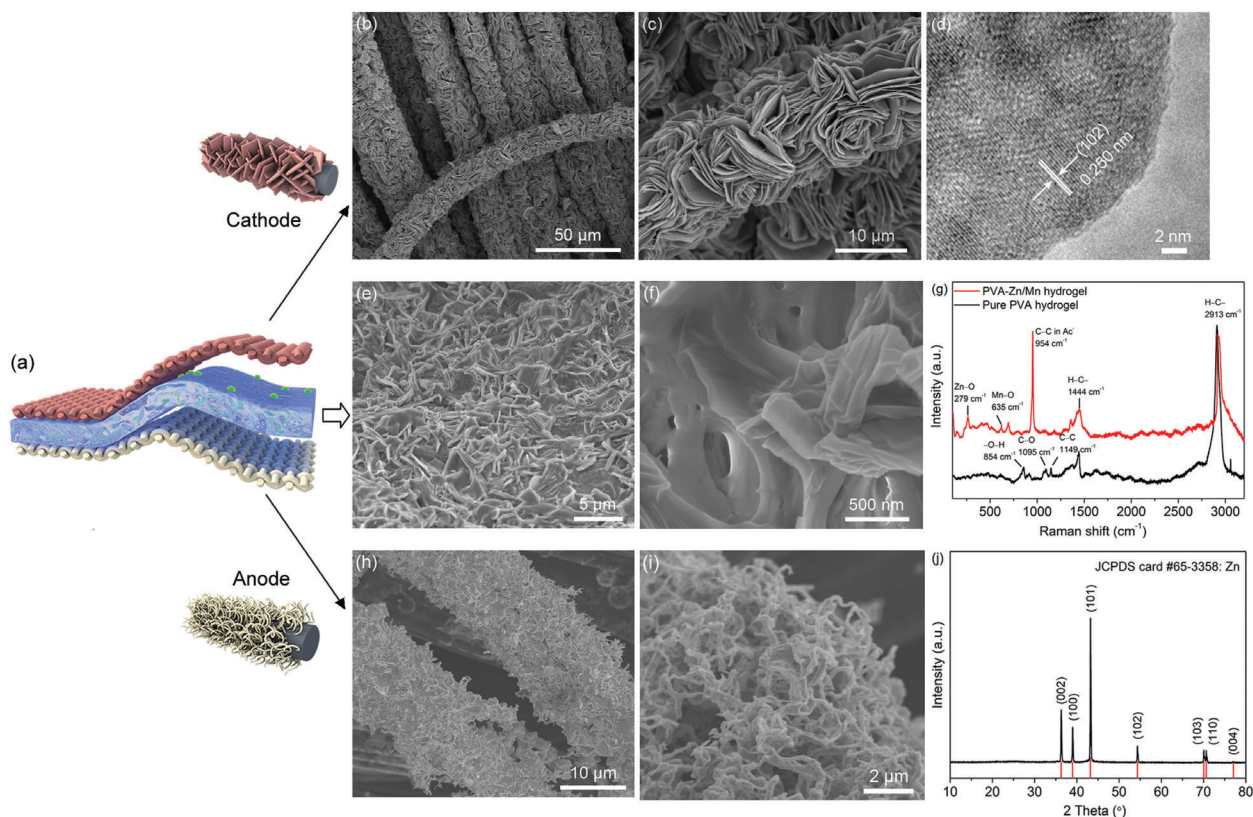 (a)
Cathode
Anode
(b)
50 µm
(c)
10 µm
(d)
(102)
0.250 nm
2 nm
(e)
5 µm
(f)
500 nm
(g)
PVA-Zn/Mn hydrogel
Pure PVA hydrogel
H–C–
2913 cm⁻¹
C–C in Ac⁻
954 cm⁻¹
Zn–O
279 cm⁻¹
Mn–O
635 cm⁻¹
H–C–
1444 cm⁻¹
–O–H
854 cm⁻¹
C–O
1095 cm⁻¹
C–C
1149 cm⁻¹
Intensity (a.u.)
500 1000 1500 2000 2500 3000
Raman shift (cm⁻¹)
(h)
10 µm
(i)
2 µm
(j)
JCPDS card #65-3358: Zn
(002)
(100)
(101)
(102)
(103)
(110)
(004)
Intensity (a.u.)
10 20 30 40 50 60 70 80
2 Theta (°)